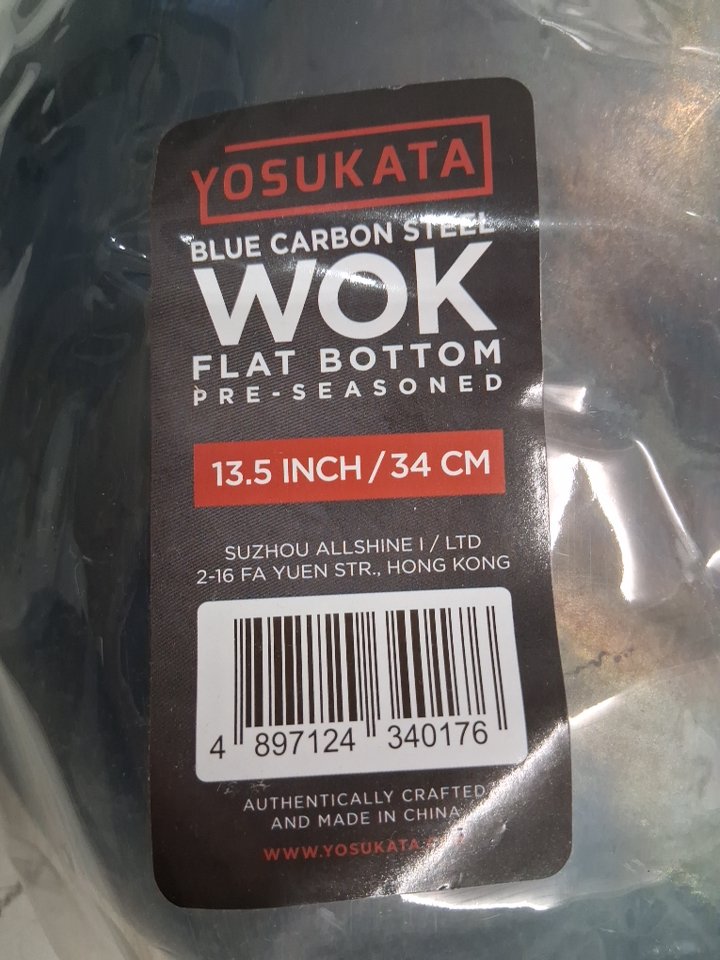 YOSUKATA
BLUE CARBON STEEL
WOK
FLAT BOTTOM
PRE-SEASONED
13.5 INCH / 34 CM
SUZHOU ALLSHINE I / LTD
2-16 FA YUEN STR., HONG KONG
4 897124 340176
AUTHENTICALLY CRAFTED
AND MADE IN CHINA